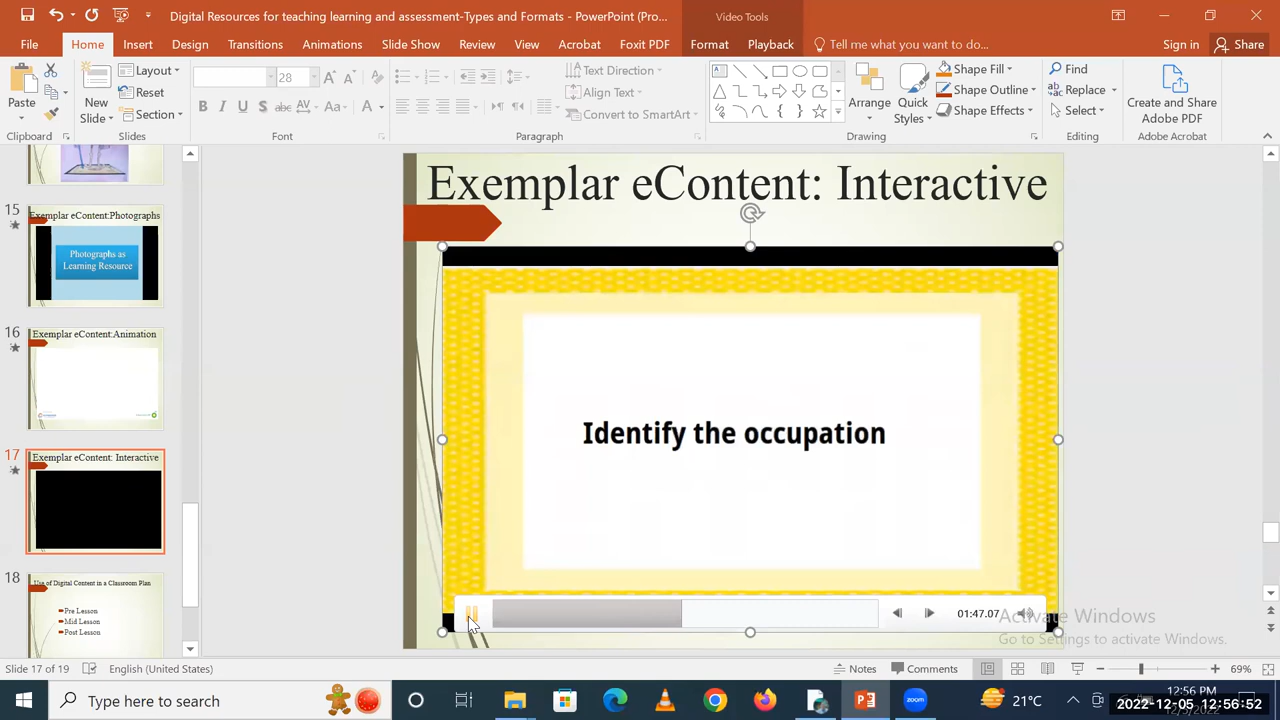 Digital Resources for teaching learning and assessment-Types and Formats - PowerPoint (Pro...
Video Tools
File Home Insert Design Transitions Animations Slide Show Review View Acrobat Foxit PDF Format Playback Tell me what you want to do... Sign in Share
Paste
Clipboard
New Slide
Layout
Reset
Section
Slides
28
B I U S abc AV Aa A
Font
Text Direction
Align Text
Convert to SmartArt
Paragraph
Arrange
Quick Styles
Shape Fill
Shape Outline
Shape Effects
Drawing
Find
Replace
Select
Editing
Create and Share Adobe PDF
Adobe Acrobat
15
Exemplar eContent:Photographs
Photographs as
Learning Resource
16
Exemplar eContent:Animation
17
Exemplar eContent: Interactive
18
Use of Digital Content in a Classroom Plan
Pre Lesson
Mid Lesson
Post Lesson
Exemplar eContent: Interactive
Identify the occupation
01:47.07
Activate Windows
Go to Settings to activate Windows.
Slide 17 of 19 English (United States) Notes Comments 69%
Type here to search
21°C
12:56 PM
2022-12-05 12:56:52